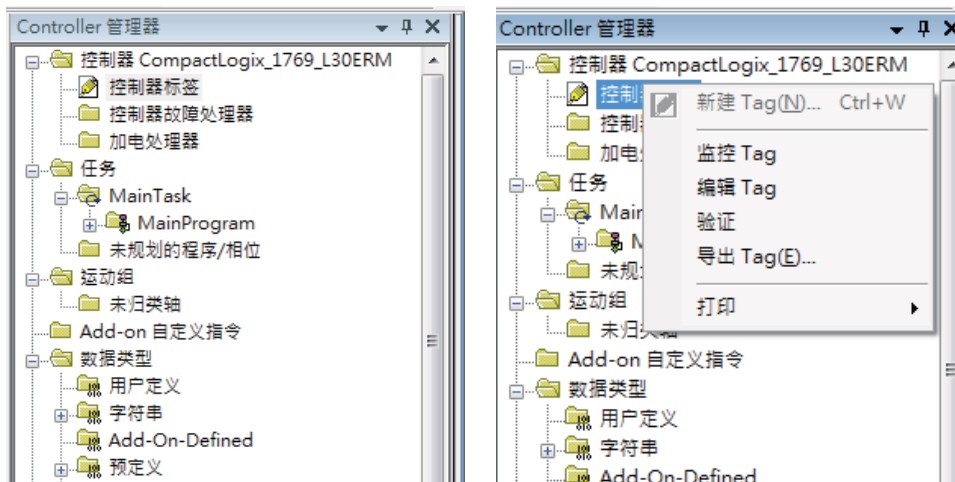 Controller 管理器
控制器 CompactLogix_1769_L30ERM
控制器标签
控制器故障处理器
加电处理器
任务
MainTask
MainProgram
未规划的程序/相位
运动组
未归类轴
Add-on 自定义指令
数据类型
用户定义
字符串
Add-On-Defined
预定义
Controller 管理器
控制器 CompactLogix_1769_L30ERM
控制
新建 Tag(N)... Ctrl+W
控制
加电
监控 Tag
任务
编辑 Tag
Main
验证
M
导出 Tag(E)...
未规
运动组
打印
未归
Add-on 自定义指令
数据类型
用户定义
字符串
Add-On-Defined